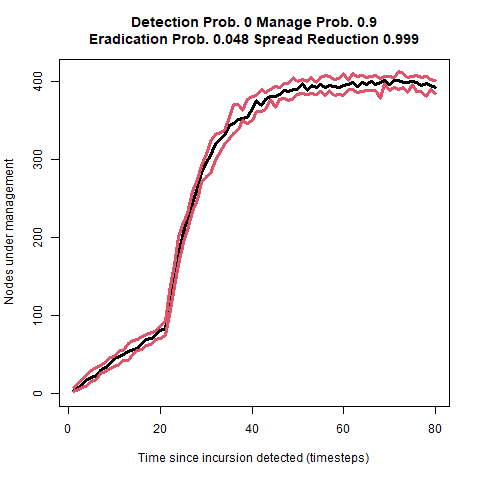 Detection Prob. 0 Manage Prob. 0.9
Eradication Prob. 0.048 Spread Reduction 0.999
Nodes under management
400
300
200
100
0
0 20 40 60 80
Time since incursion detected (timesteps)